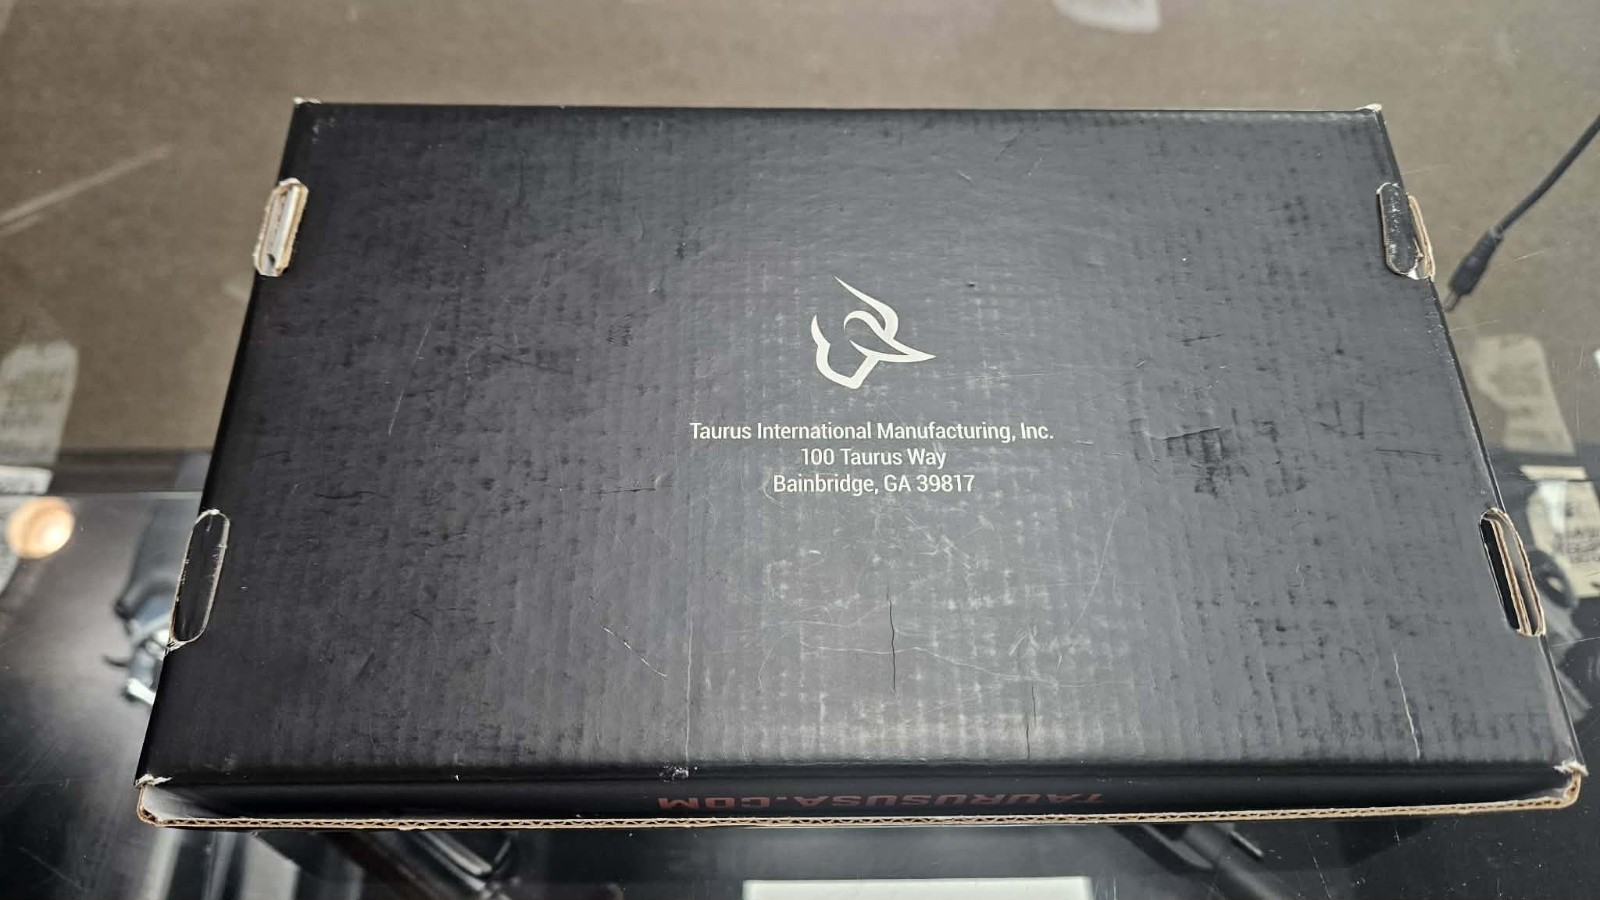 Taurus International Manufacturing, Inc.
100 Taurus Way
Bainbridge, GA 39817
TAURUSUSA.COM